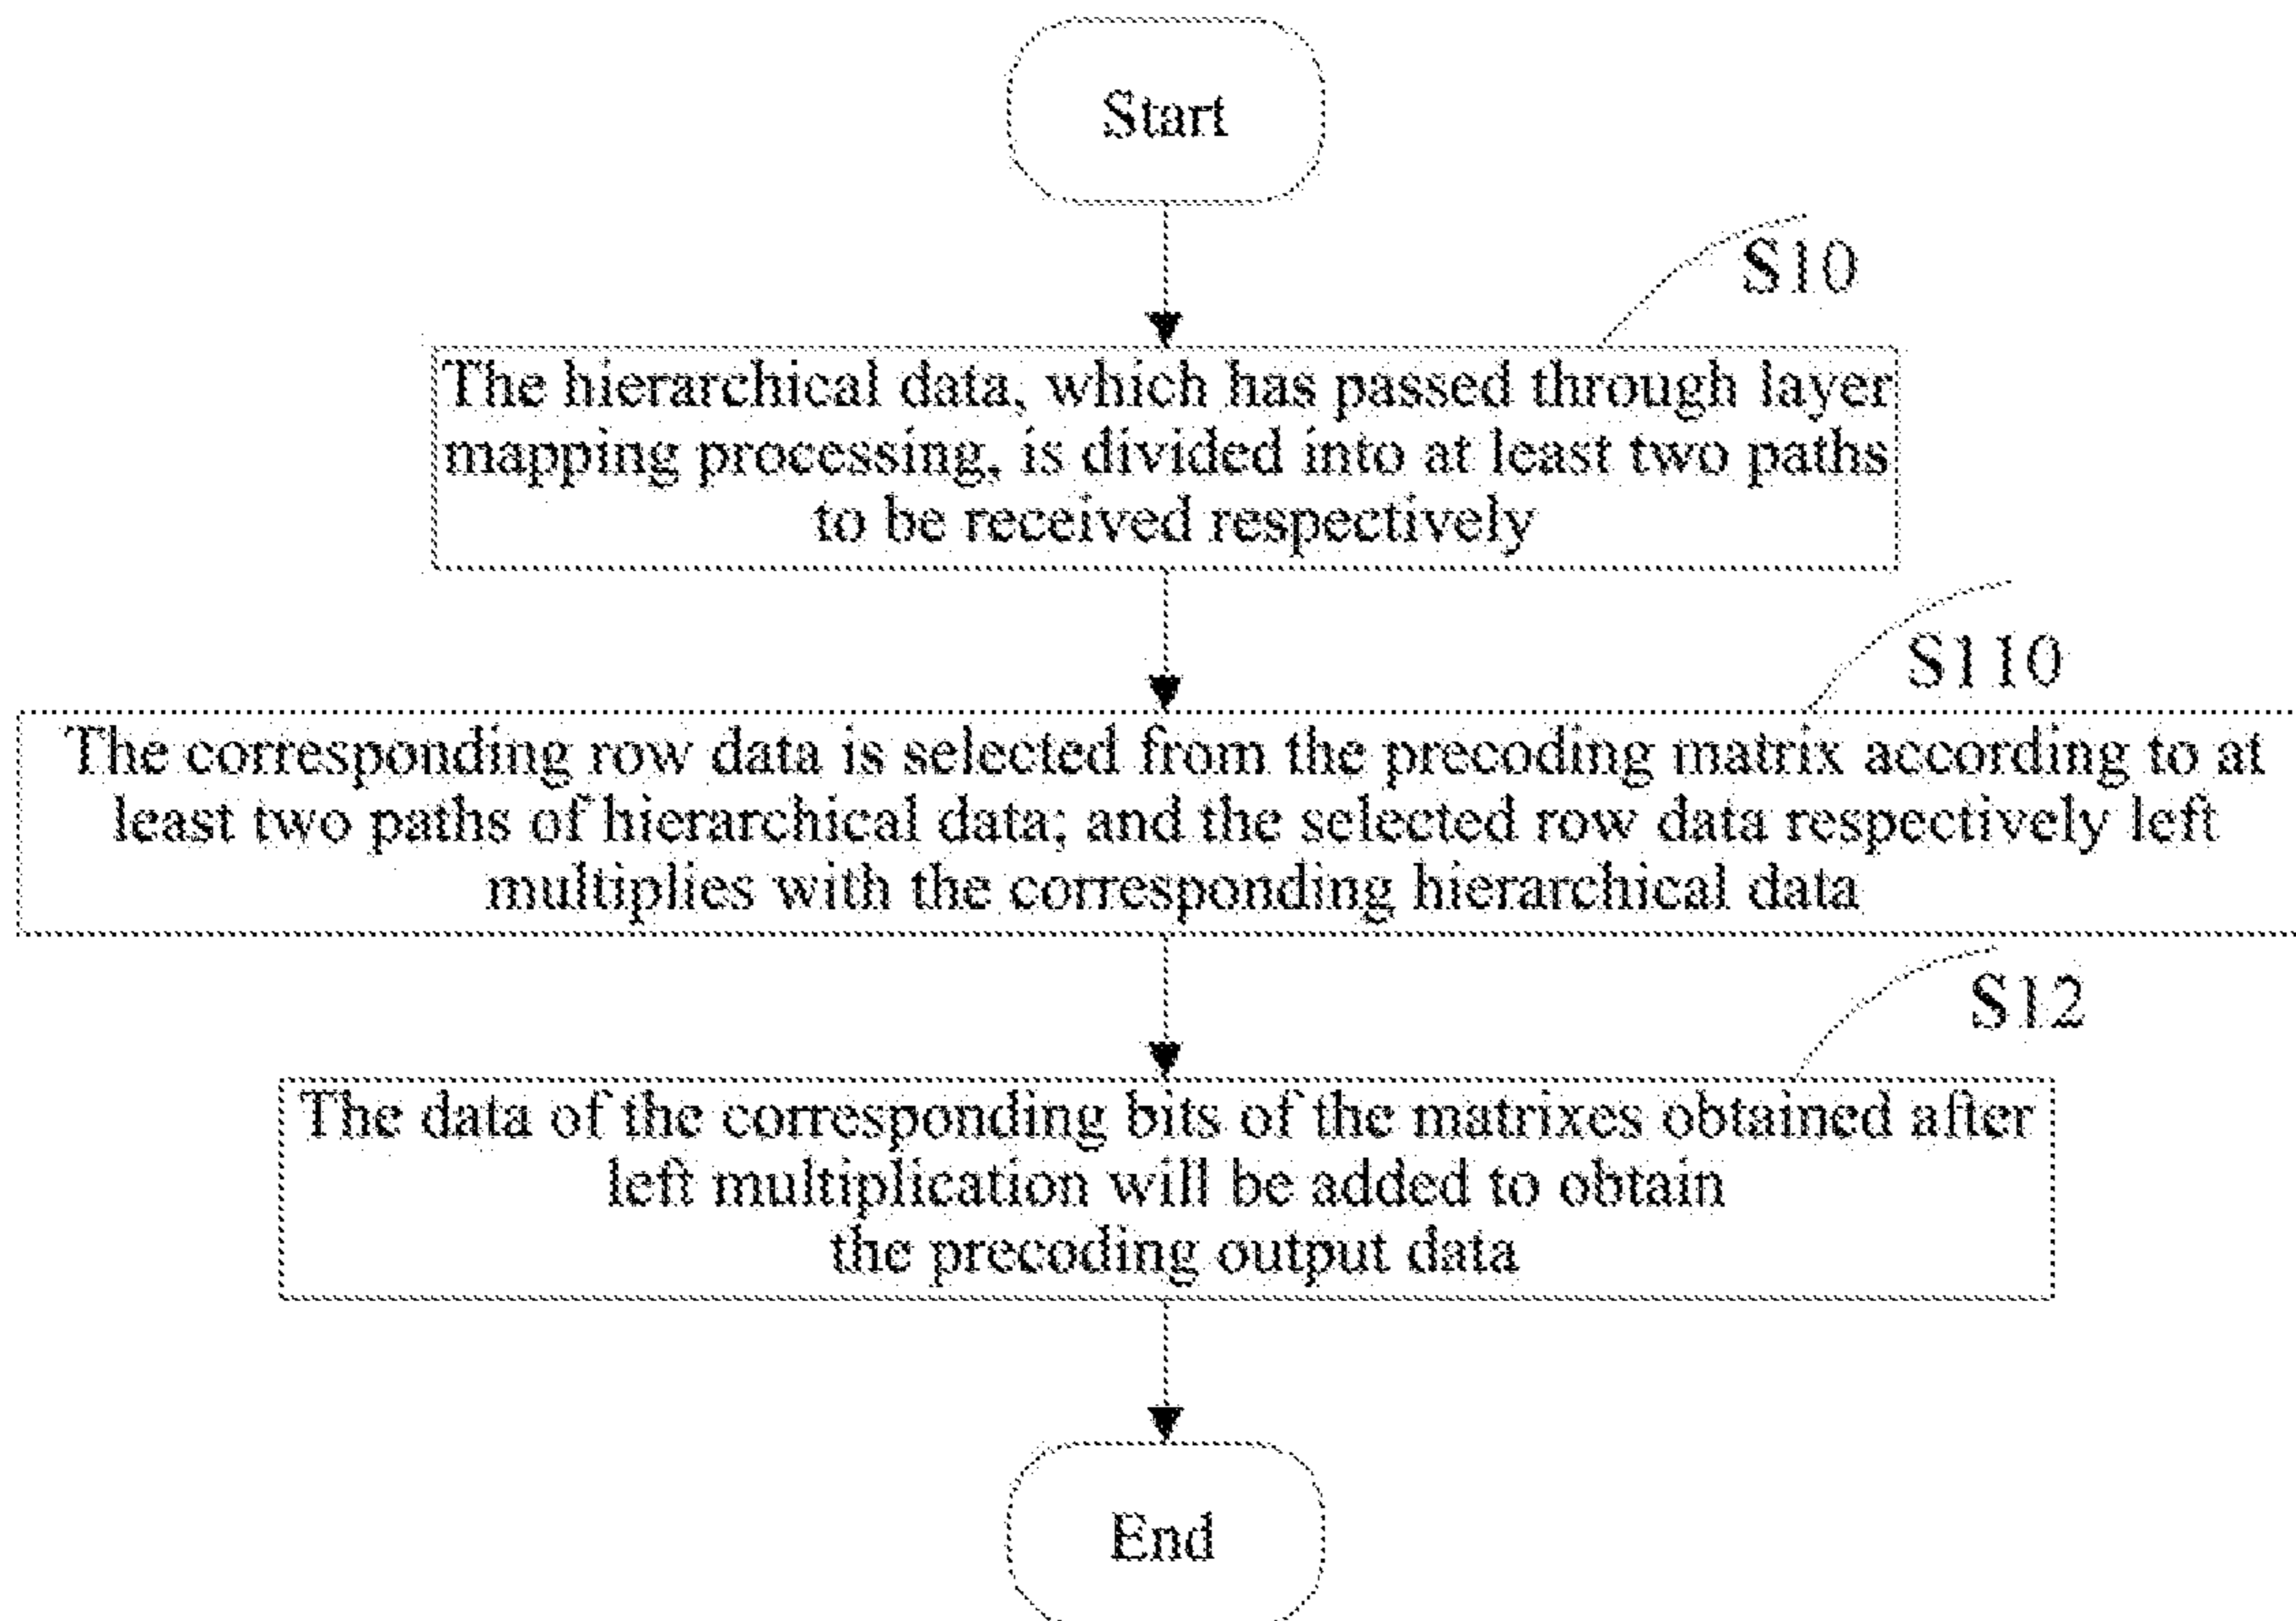 Start
S10
The hierarchical data, which has passed through layer
mapping processing, is divided into at least two paths
to be received respectively
S110
The corresponding row data is selected from the precoding matrix according to at
least two paths of hierarchical data; and the selected row data respectively left
multiplies with the corresponding hierarchical data
S12
The data of the corresponding bits of the matrixes obtained after
left multiplication will be added to obtain
the precoding output data
End